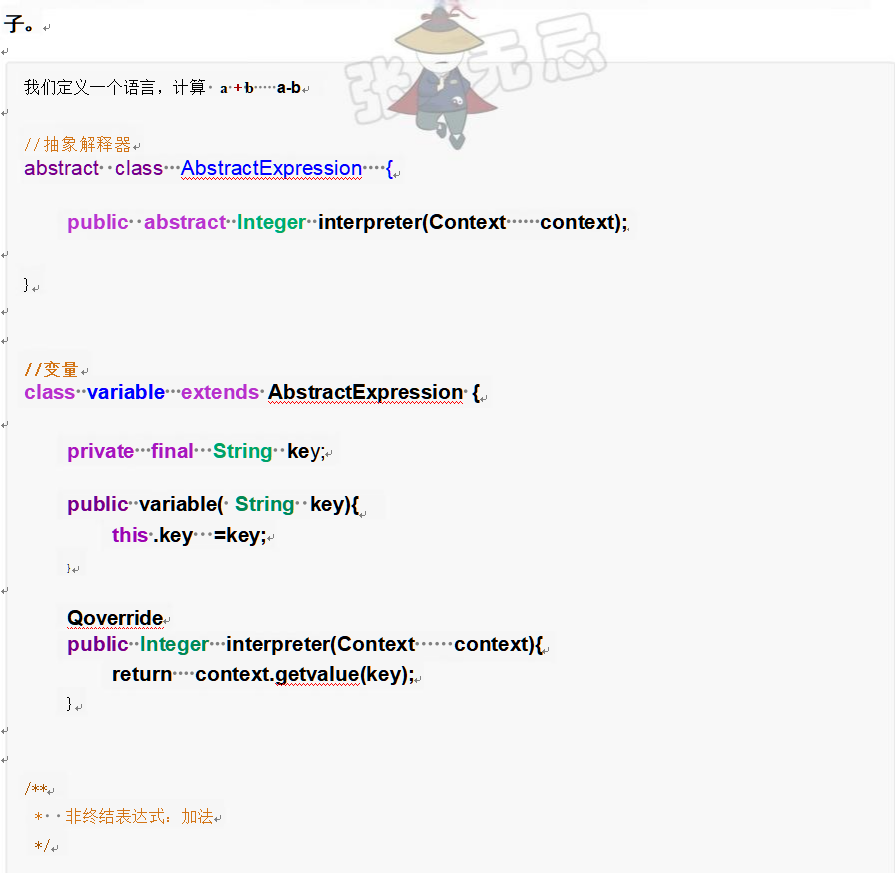 子。
张无忌
我们定义一个语言，计算 a+b a-b
//抽象解释器
abstract class AbstractExpression {
public abstract Integer interpreter(Context context);
}
//变量
class variable extends AbstractExpression {
private final String key;
public variable( String key){
this .key =key;
}
Qoverride
public Integer interpreter(Context context){
return context.getvalue(key);
}
/**
* 非终结表达式：加法
*/